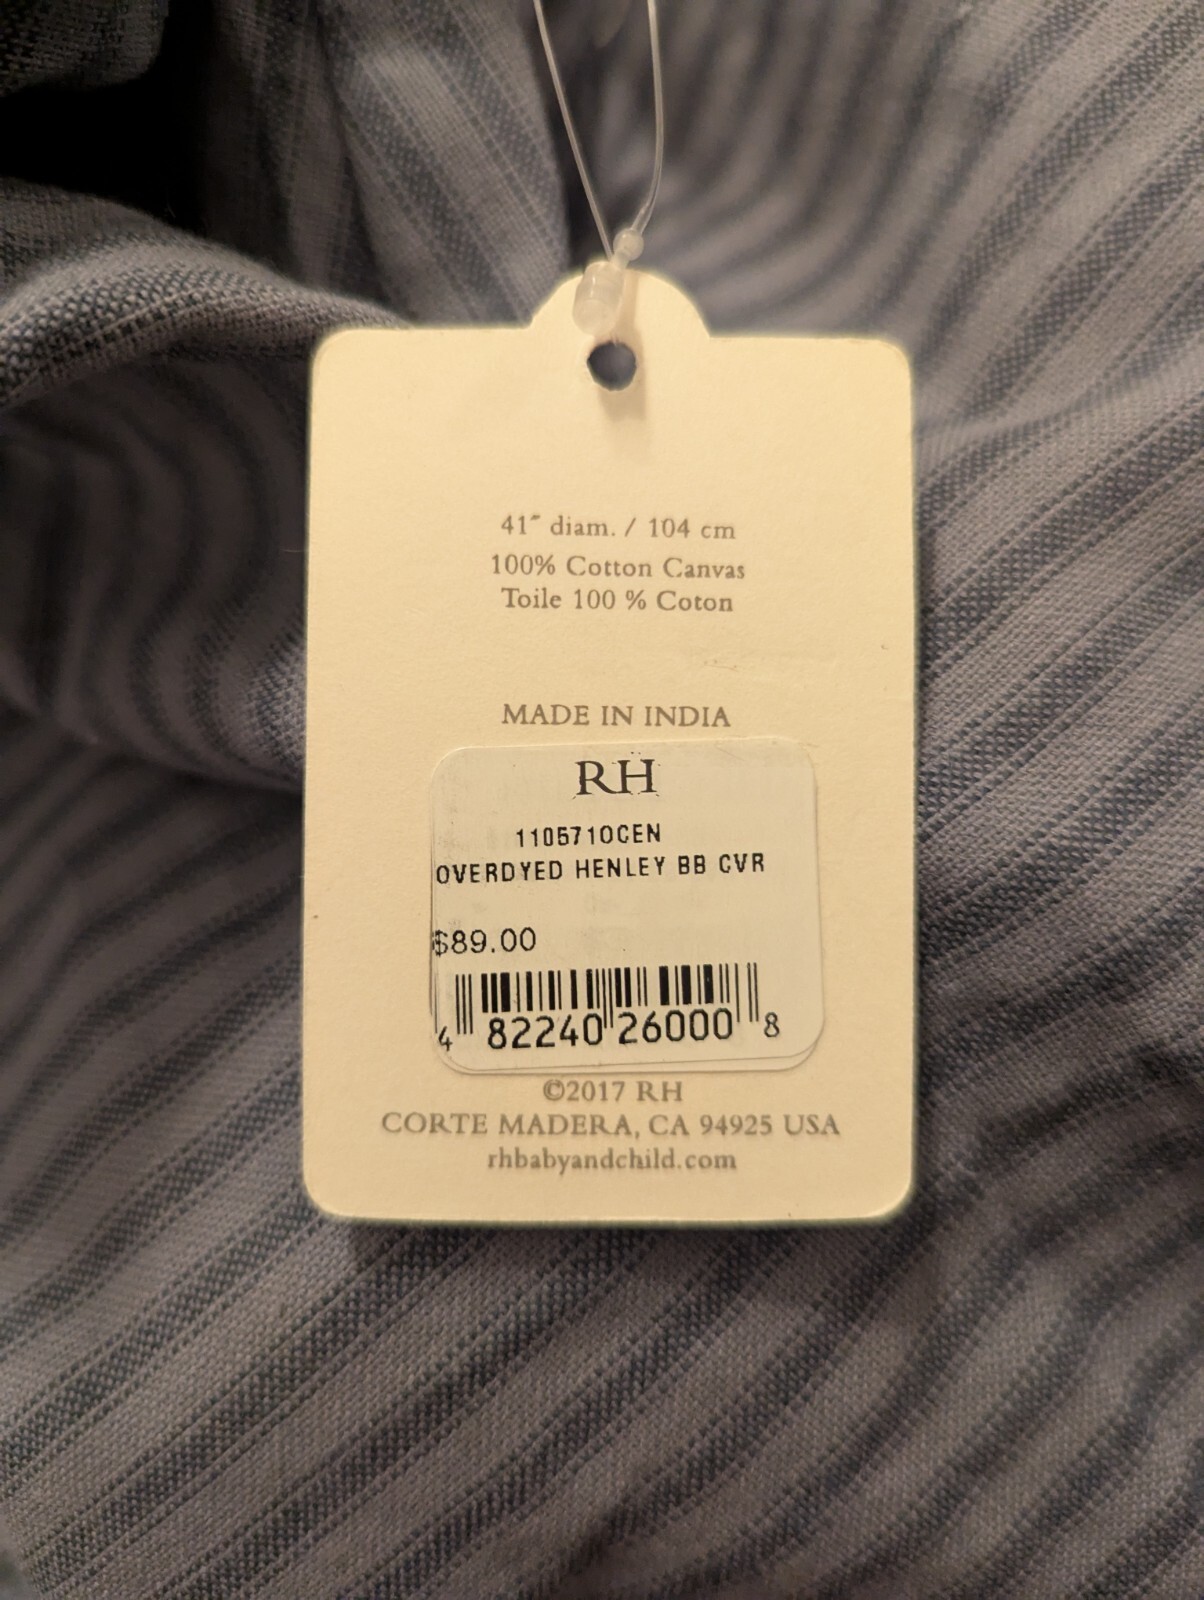 41" diam. / 104 cm
100% Cotton Canvas
Toile 100 % Coton
MADE IN INDIA
RH
1105710CEN
OVERDYED HENLEY BB CVR
$89.00
4 82240 26000 8
©2017 RH
CORTE MADERA, CA 94925 USA
rhbabyandchild.com